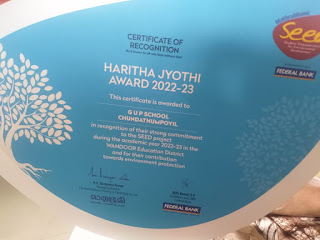 Mathrubhumi
SEED
CERTIFICATE OF
RECOGNITION
FEDERAL BANK
HARITHA JYOTHI
AWARD 2022-23
This certificate is awarded to
G U P SCHOOL
CHUNDATHUMPOYIL
in recognition of their strong commitment
to the SEED project
during the academic year 2022-23 in the
WANDOOR Education District
and for their contribution
towards environment protection
മാതൃഭൂമി
FEDERAL BANK